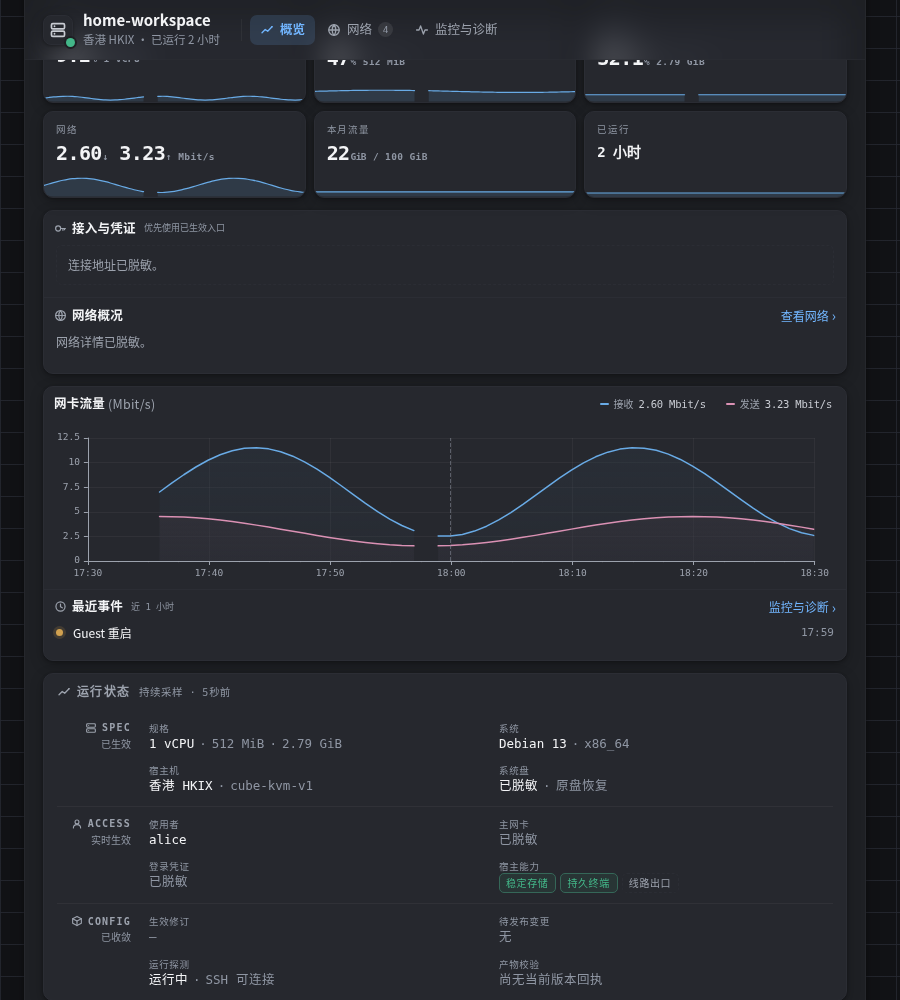 home-workspace
香港 HKIX • 已运行 2 小时
概览
网络 4
监控与诊断
47% 512 MiB
52.1% 2.79 GiB
网络
2.60↓ 3.23↑ Mbit/s
本月流量
22GiB / 100 GiB
已运行
2 小时
接入与凭证 优先使用已生效入口
连接地址已脱敏。
网络概况
查看网络 ›
网络详情已脱敏。
网卡流量 (Mbit/s)
接收 2.60 Mbit/s
发送 3.23 Mbit/s
12.5
10
7.5
5
2.5
0
17:30 17:40 17:50 18:00 18:10 18:20 18:30
最近事件 近 1 小时
监控与诊断 ›
Guest 重启
17:59
运行状态 持续采样 · 5秒前
SPEC
已生效
规格
1 vCPU · 512 MiB · 2.79 GiB
系统
Debian 13 · x86_64
宿主机
香港 HKIX · cube-kvm-v1
系统盘
已脱敏 · 原盘恢复
ACCESS
实时生效
使用者
alice
主网卡
已脱敏
登录凭证
已脱敏
宿主能力
稳定存储 持久终端 线路出口
CONFIG
已收敛
生效修订
—
待发布变更
无
运行探测
运行中 · SSH 可连接
产物校验
尚无当前版本回执